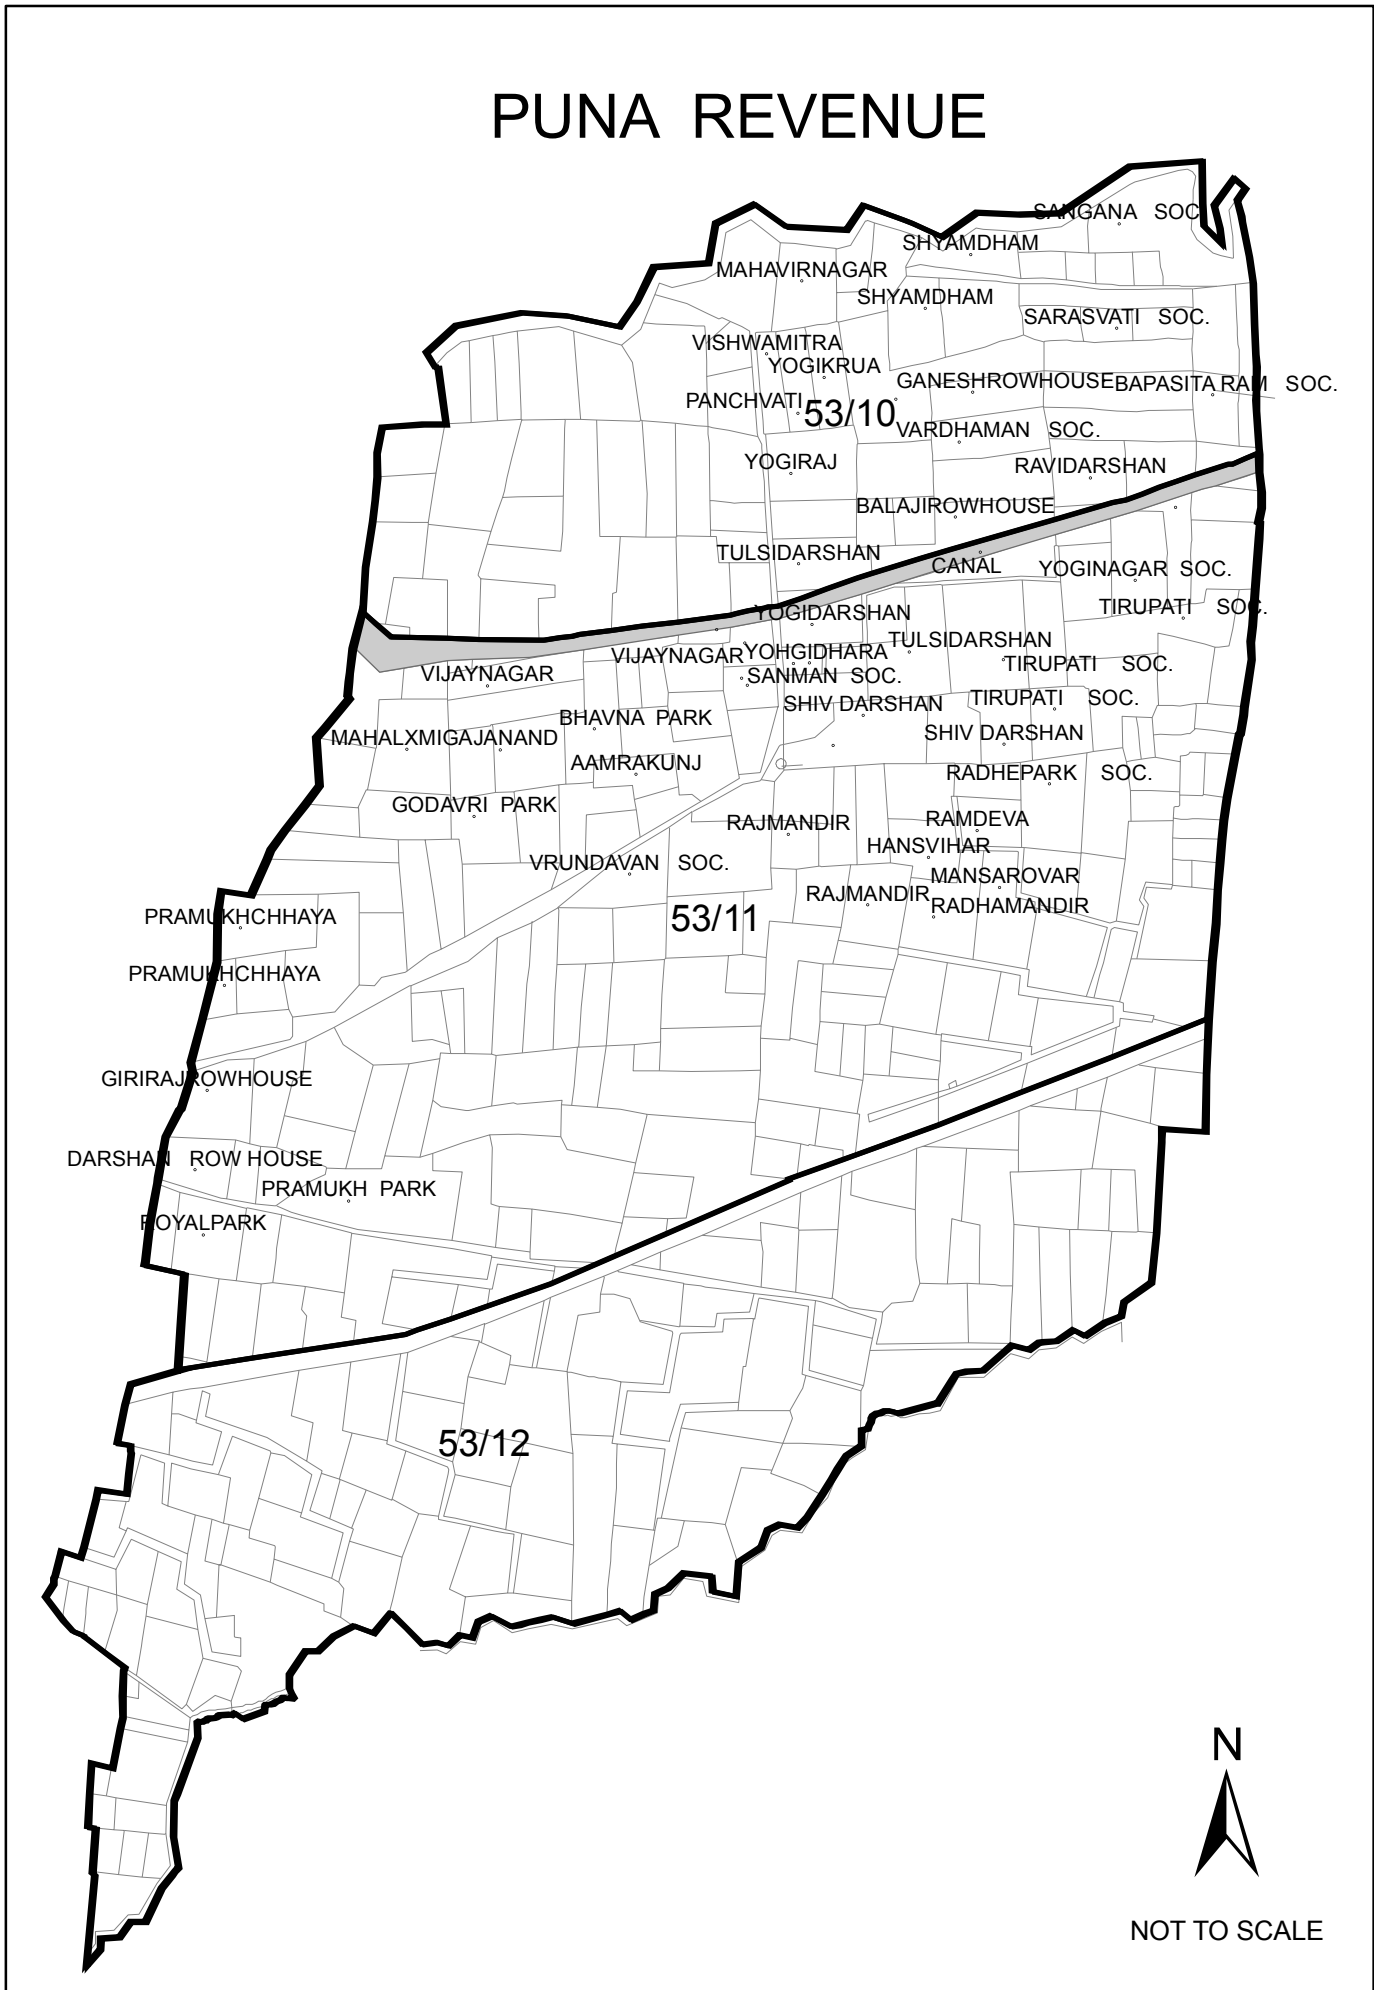 PUNA REVENUE
SANGANA SOC
SHYAMDHAM
MAHAVIRNAGAR
SHYAMDHAM
SARASVATI SOC.
VISHWAMITRA
YOGIKRUA
GANESHROWHOUSE
BAPASITARAM SOC.
PANCHVATI
53/10
VARDHAMAN SOC.
YOGIRAJ
RAVIDARSHAN
BALAJIROWHOUSE
TULSIDARSHAN
CANAL
YOGINAGAR SOC.
TIRUPATI SOC.
YOGIDARSHAN
TULSIDARSHAN
VIJAYNAGAR
YOHGIDHARA
TIRUPATI SOC.
VIJAYNAGAR
SANMAN SOC.
TIRUPATI SOC.
SHIV DARSHAN
BHAVNA PARK
SHIV DARSHAN
MAHALXMI
GAJANAND
AAMRAKUNJ
RADHEPARK SOC.
GODAVRI PARK
RAJMANDIR
RAMDEVA
HANSVIHAR
VRUNDAVAN SOC.
MANSAROVAR
RAJMANDIR
RADHAMANDIR
PRAMUKHCHHAYA
53/11
PRAMUKHCHHAYA
GIRIRAJROWHOUSE
DARSHAN ROW HOUSE
PRAMUKH PARK
ROYALPARK
53/12
N
NOT TO SCALE